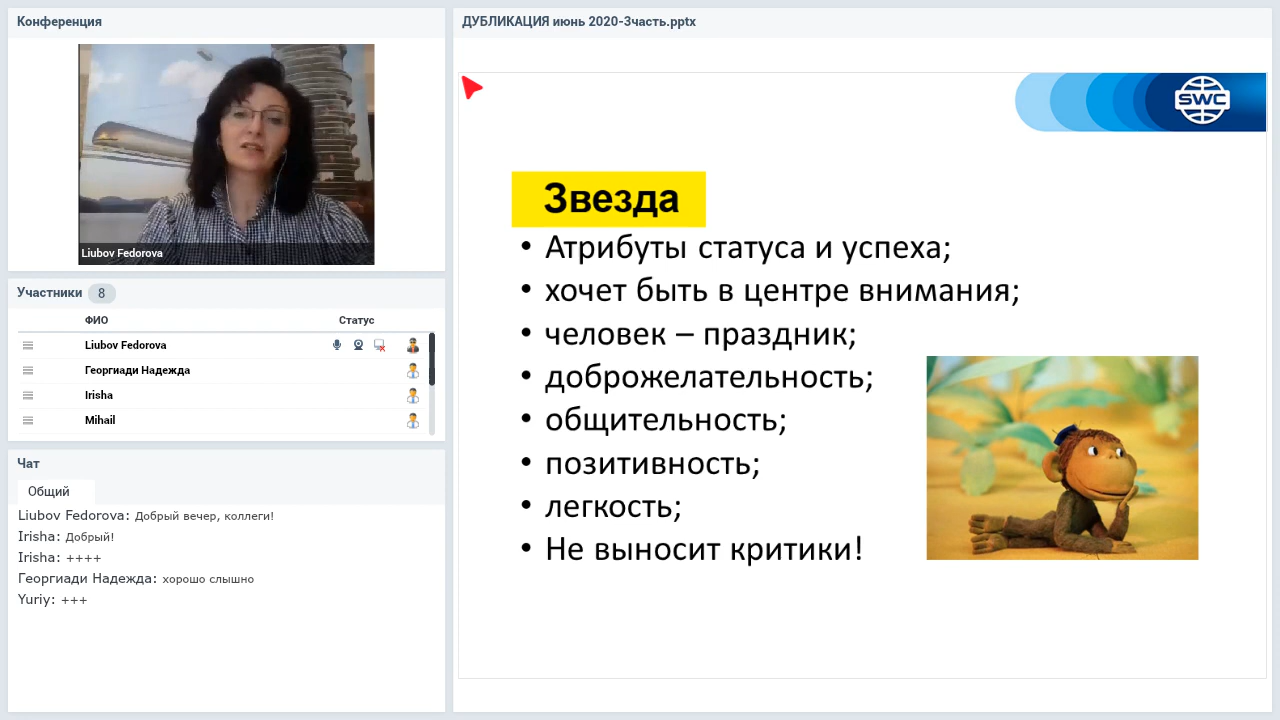 Конференция
Liubov Fedorova
Участники 8
ФИО Статус
Liubov Fedorova
Георгиади Надежда
Irisha
Mihail
Чат
Общий
Liubov Fedorova: Добрый вечер, коллеги!
Irisha: Добрый!
Irisha: ++++
Георгиади Надежда: хорошо слышно
Yuriy: +++
ДУБЛИКАЦИЯ июнь 2020-3часть.pptx
SWC
Звезда
• Атрибуты статуса и успеха;
• хочет быть в центре внимания;
• человек – праздник;
• доброжелательность;
• общительность;
• позитивность;
• легкость;
• Не выносит критики!